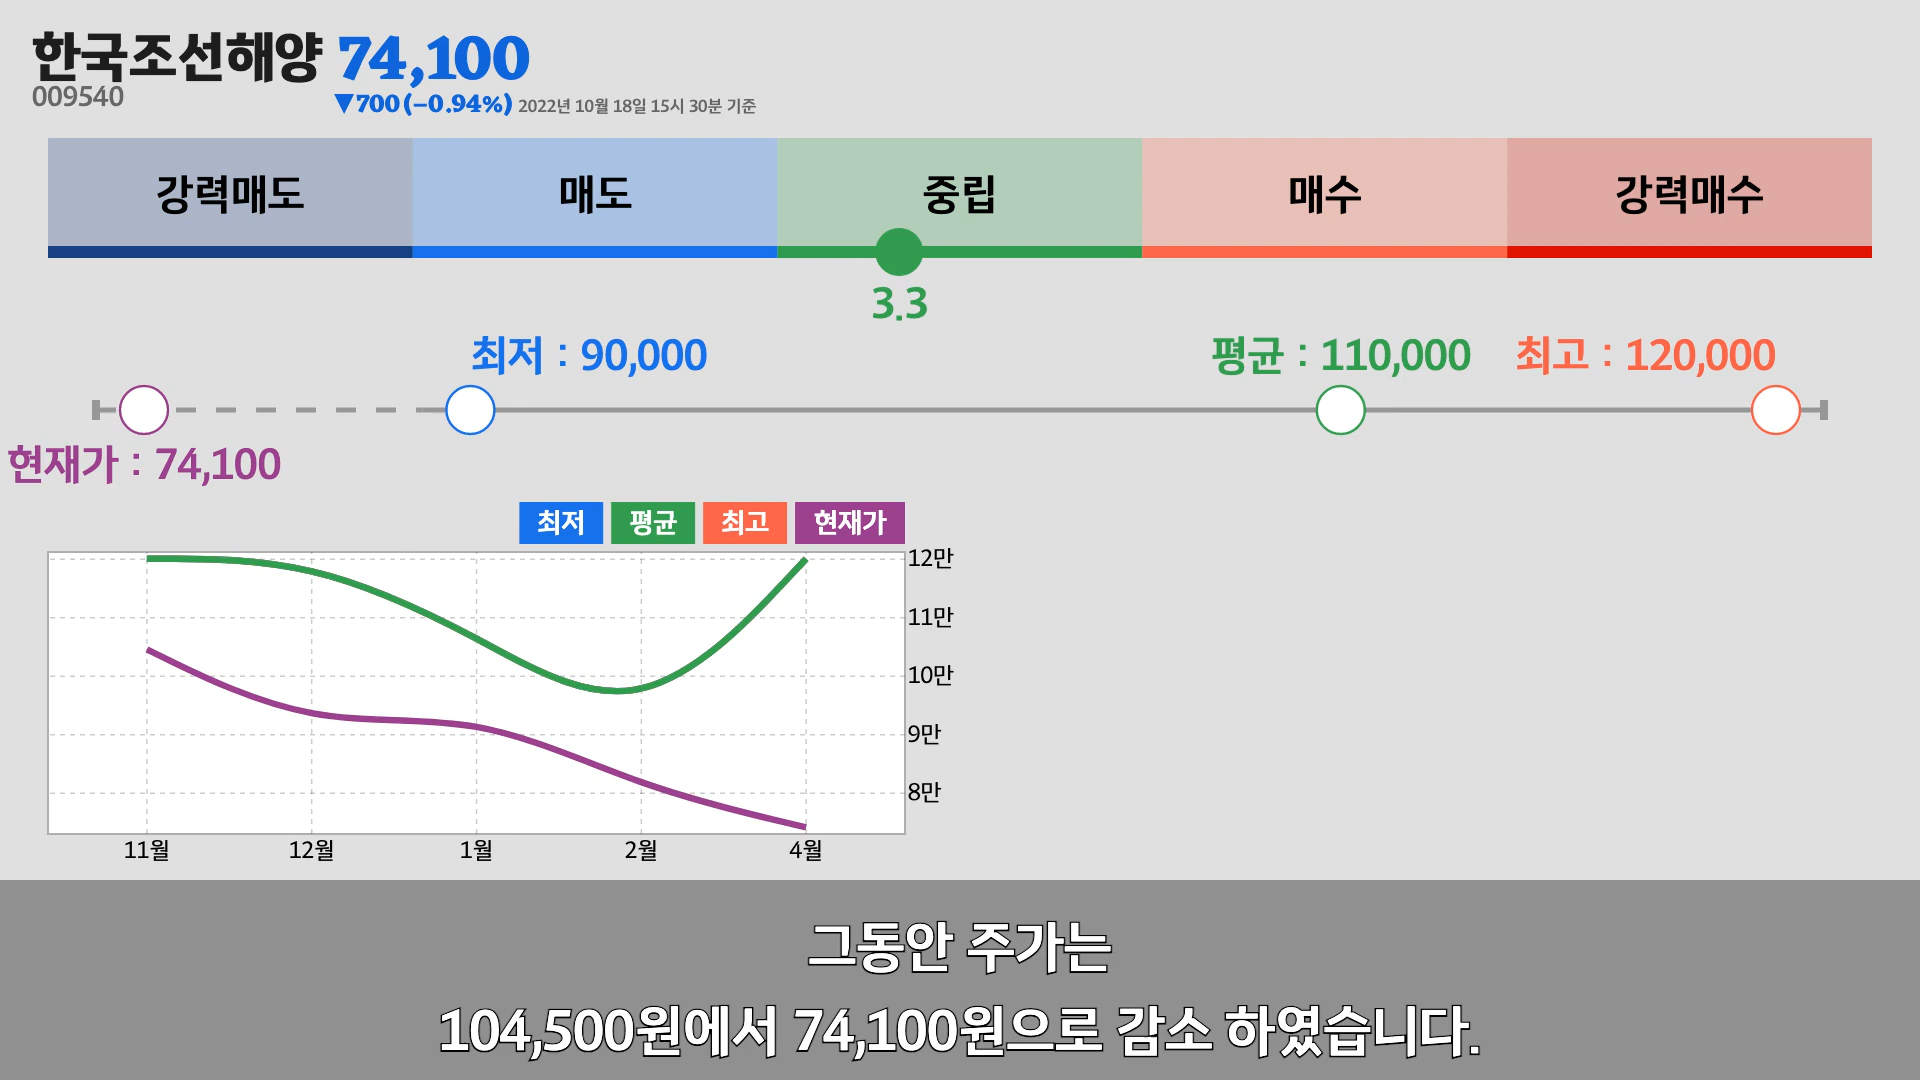 한국조선해양 74,100
009540
▼700(−0.94%) 2022년 10월 18일 15시 30분 기준
강력매도 매도 중립 매수 강력매수
3.3
최저 : 90,000 평균 : 110,000 최고 : 120,000
현재가 : 74,100
최저 평균 최고 현재가
12만
11만
10만
9만
8만
11월 12월 1월 2월 4월
그동안 주가는
104,500원에서 74,100원으로 감소 하였습니다.